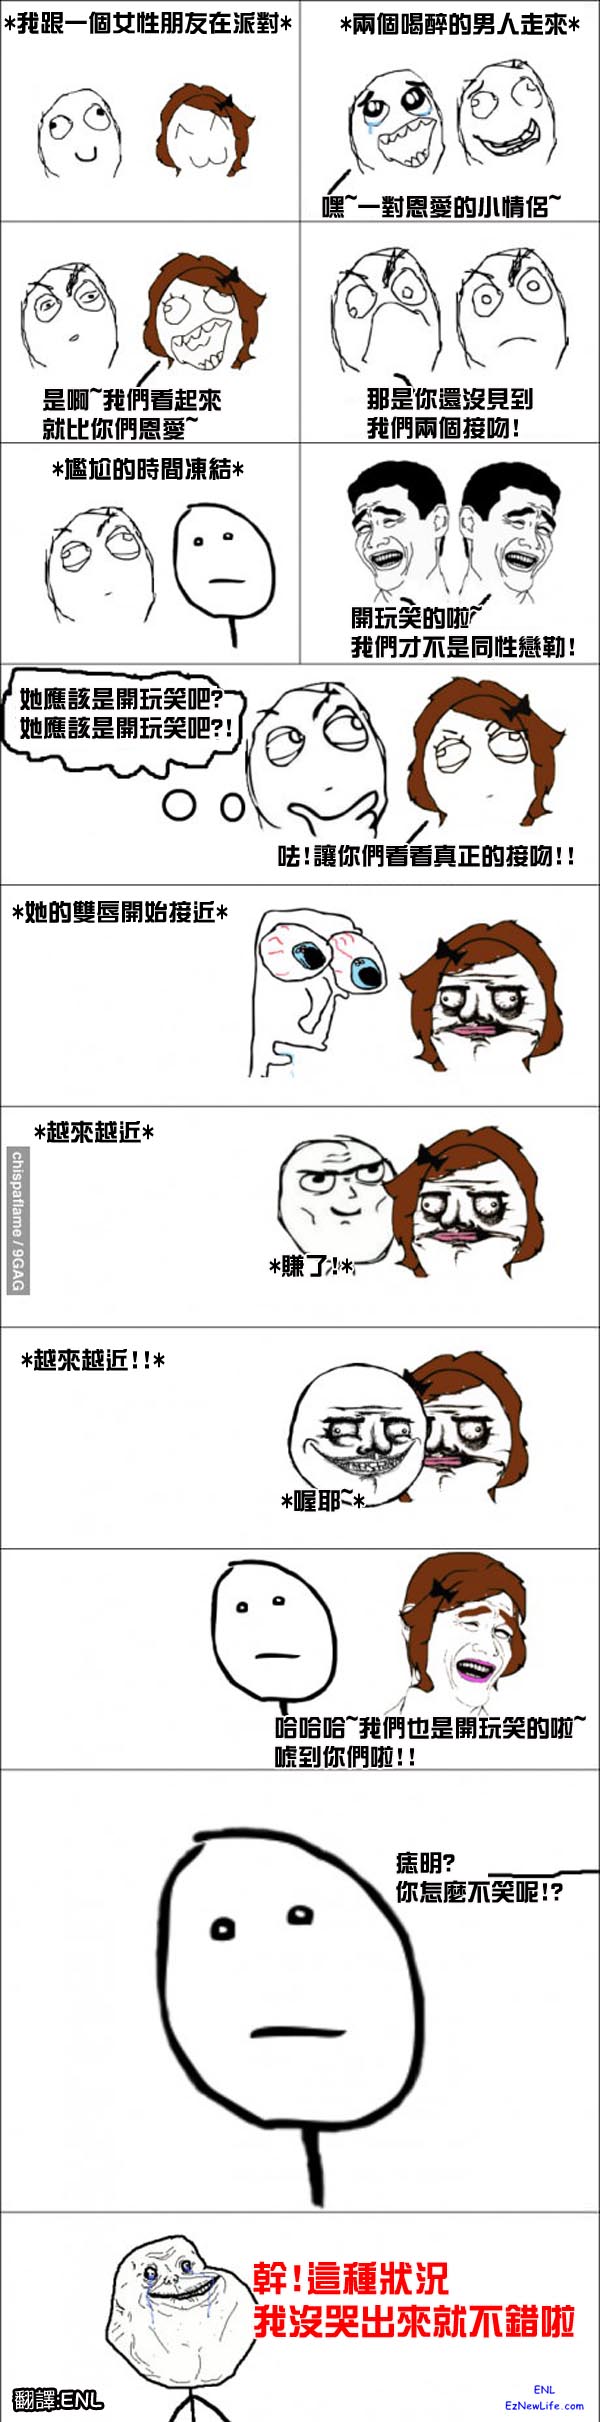 *我跟一個女性朋友在派對*
*兩個喝醉的男人走來*
嘿~一對恩愛的小情侶~
是啊~我們看起來
就比你們恩愛~
那是你還沒見到
我們兩個接吻!
*尷尬的時間凍結*
開玩笑的啦~
我們才不是同性戀勒!
她應該是開玩笑吧?
她應該是開玩笑吧?!
呿!讓你們看看真正的接吻!!
*她的雙唇開始接近*
*越來越近*
chispaflame / 9GAG
*賺了!*
*越來越近!!*
*喔耶~*
哈哈哈~我們也是開玩笑的啦~
唬到你們啦!!
痣明?
你怎麼不笑呢!?
幹!這種狀況
我沒哭出來就不錯啦
翻譯:ENL
ENL
EzNewLife.com